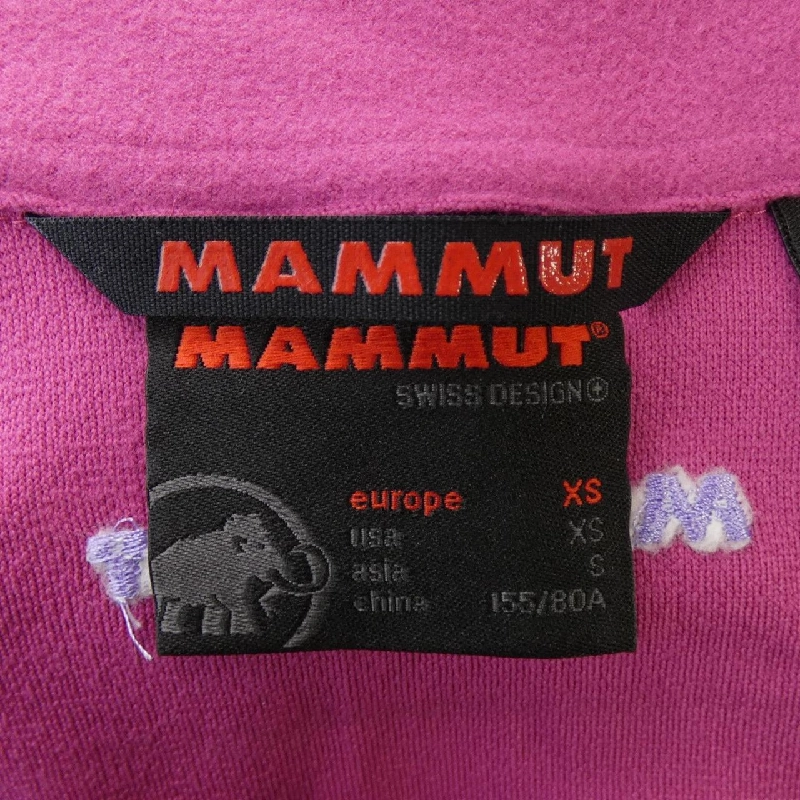 MAMMUT
MAMMUT®
SWISS DESIGN
europe XS
usa XS
asia S
china 155/80A